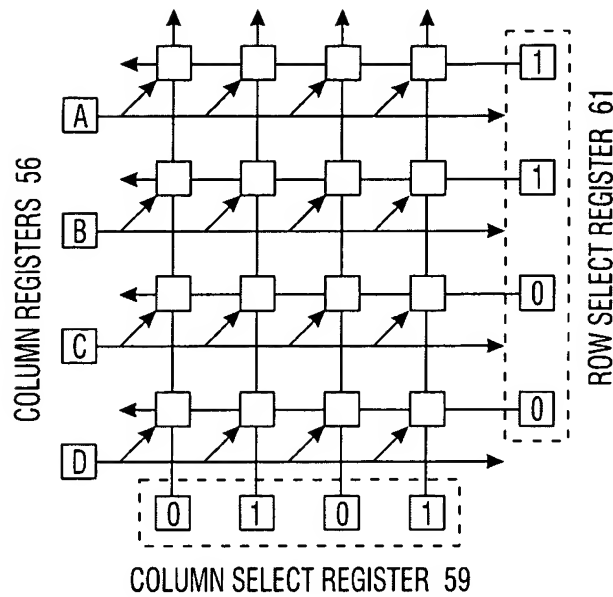 1
A
1
B
0
C
0
D
0 1 0 1
COLUMN REGISTERS 56
ROW SELECT REGISTER 61
COLUMN SELECT REGISTER 59